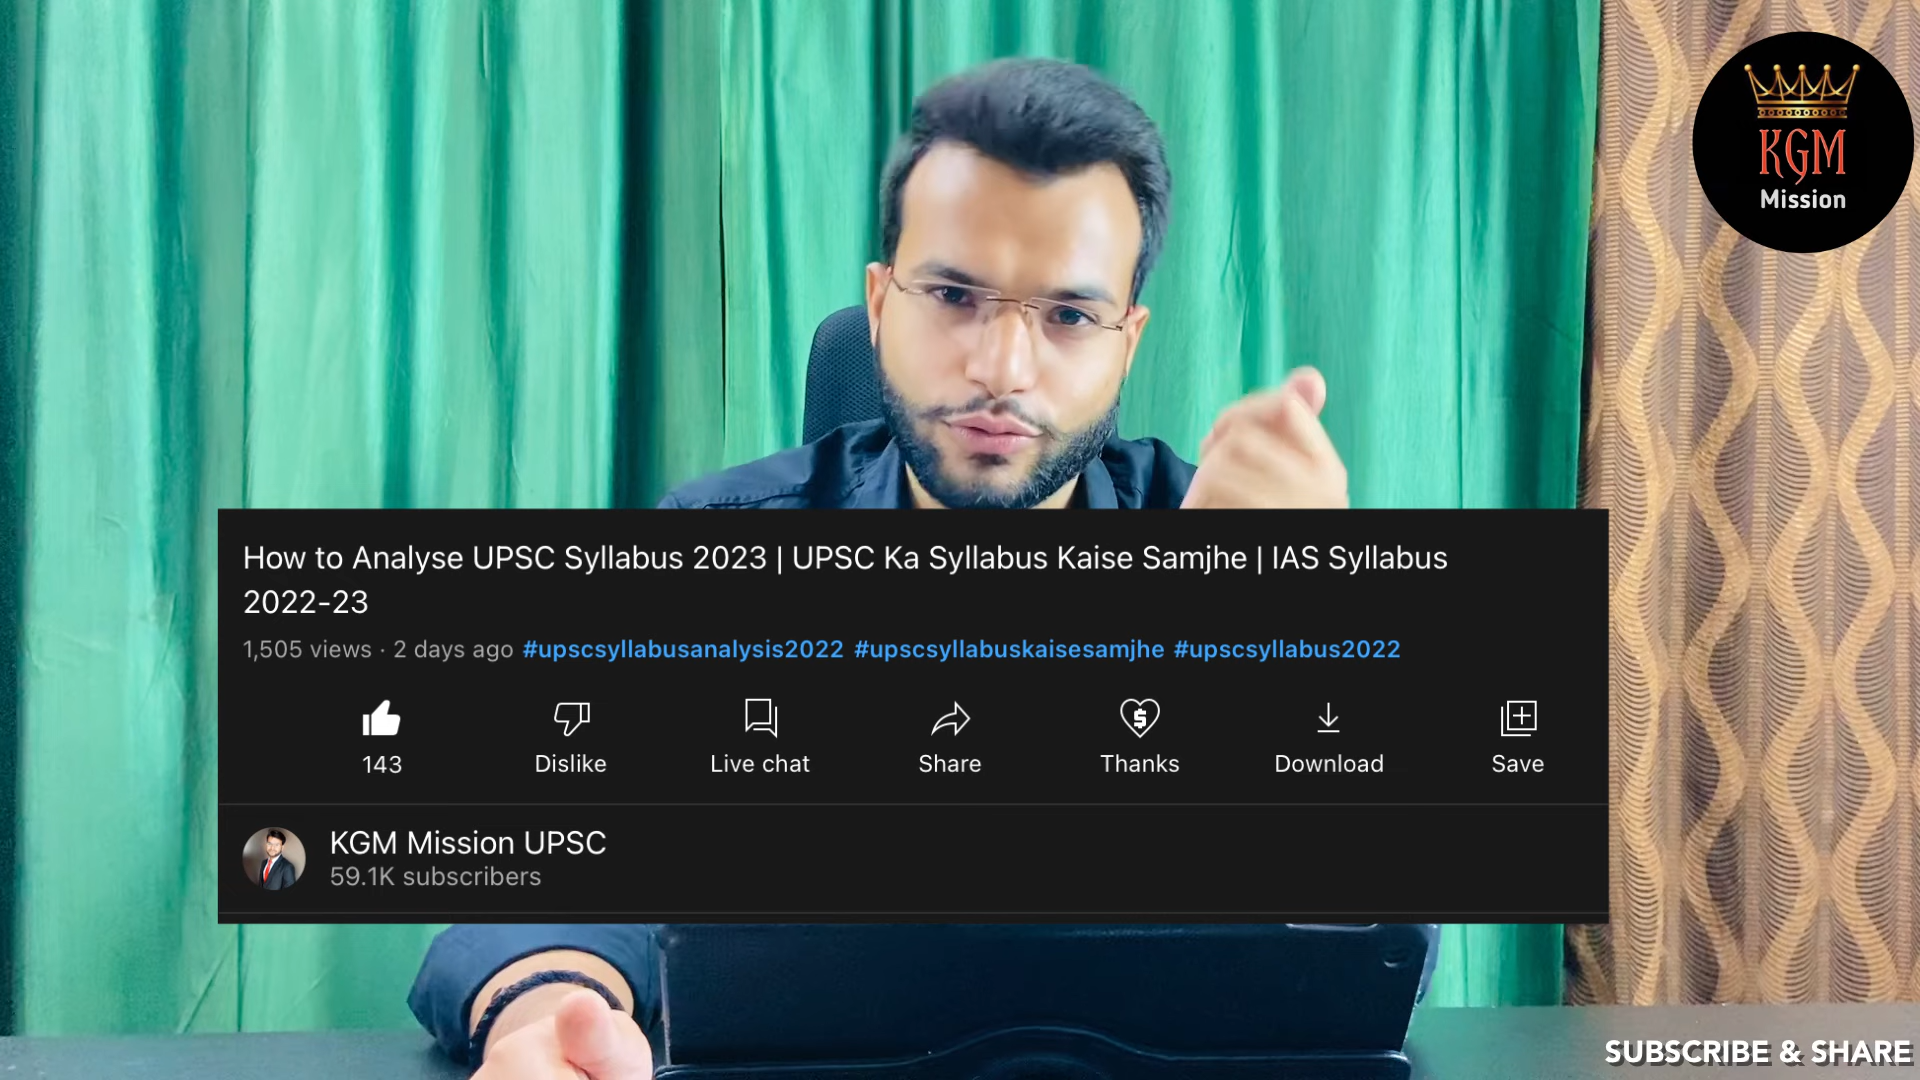 KGM
Mission
How to Analyse UPSC Syllabus 2023 | UPSC Ka Syllabus Kaise Samjhe | IAS Syllabus
2022-23
1,505 views · 2 days ago #upscsyllabusanalysis2022 #upscsyllabuskaisesamjhe #upscsyllabus2022
143 Dislike Live chat Share Thanks Download Save
KGM Mission UPSC
59.1K subscribers
SUBSCRIBE & SHARE